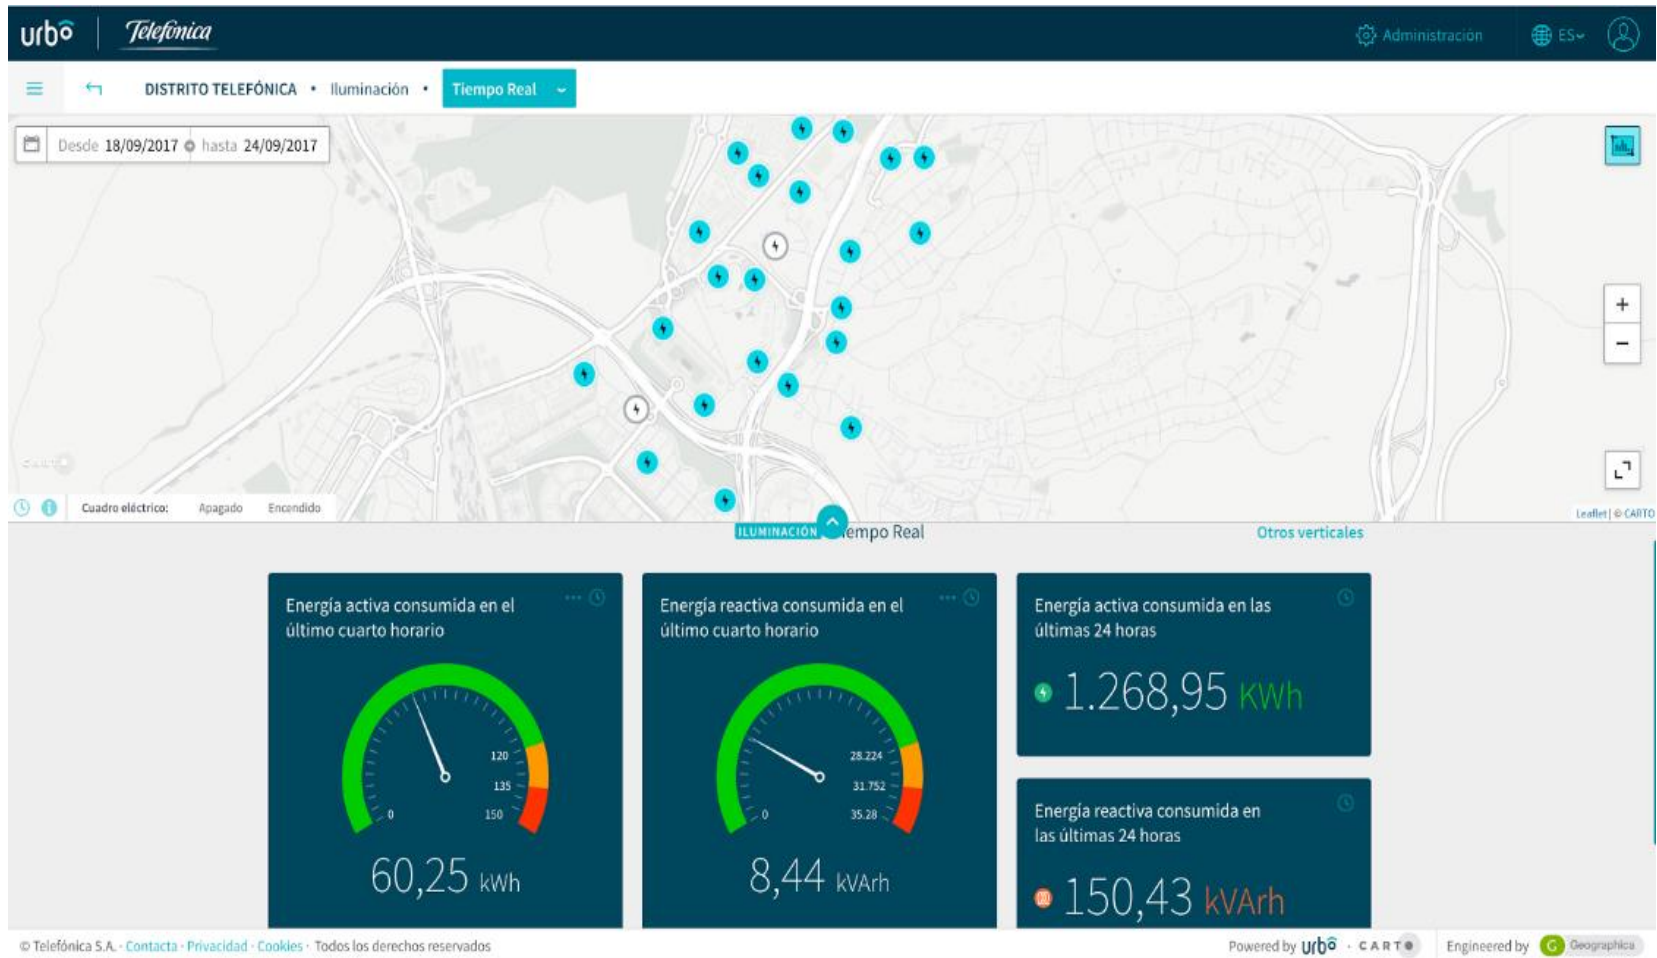 urbo Telefónica Administración ES
DISTRITO TELEFÓNICA • Iluminación • Tiempo Real
Desde 18/09/2017 hasta 24/09/2017
+
−
CARTO
Cuadro eléctrico: Apagado Encendido
Leaflet | © CARTO
ILUMINACIÓN iempo Real Otros verticales
Energía activa consumida en el
último cuarto horario
120
135
0 150
60,25 kWh
Energía reactiva consumida en el
último cuarto horario
28.224
31.752
0 35.28
8,44 kVArh
Energía activa consumida en las
últimas 24 horas
1.268,95 KWh
Energía reactiva consumida en
las últimas 24 horas
150,43 kVArh
© Telefónica S.A. · Contacta · Privacidad · Cookies · Todos los derechos reservados Powered by urbo · CARTO Engineered by G Geographica